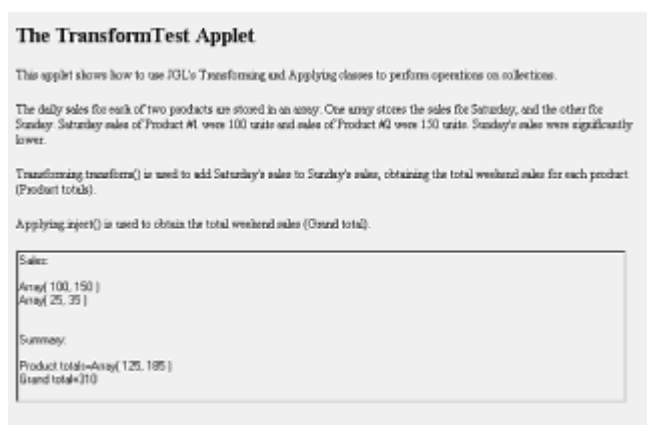 The TransformTest Applet
This applet shows how to use JGL's Transforming and Applying classes to perform operations on collections.
The daily sales for each of two products are stored in an array. One array stores the sales for Saturday, and the other for
Sunday. Saturday sales of Product #1 were 100 units and sales of Product #2 were 150 units. Sunday's sales were significantly
lower.
Transforming.transform() is used to add Saturday's sales to Sunday's sales, obtaining the total weekend sales for each product
(Product totals).
Applying.inject() is used to obtain the total weekend sales (Grand total).
Sales:
Array( 100, 150 )
Array( 25, 35 )
Summary:
Product totals=Array( 125, 185 )
Grand total=310